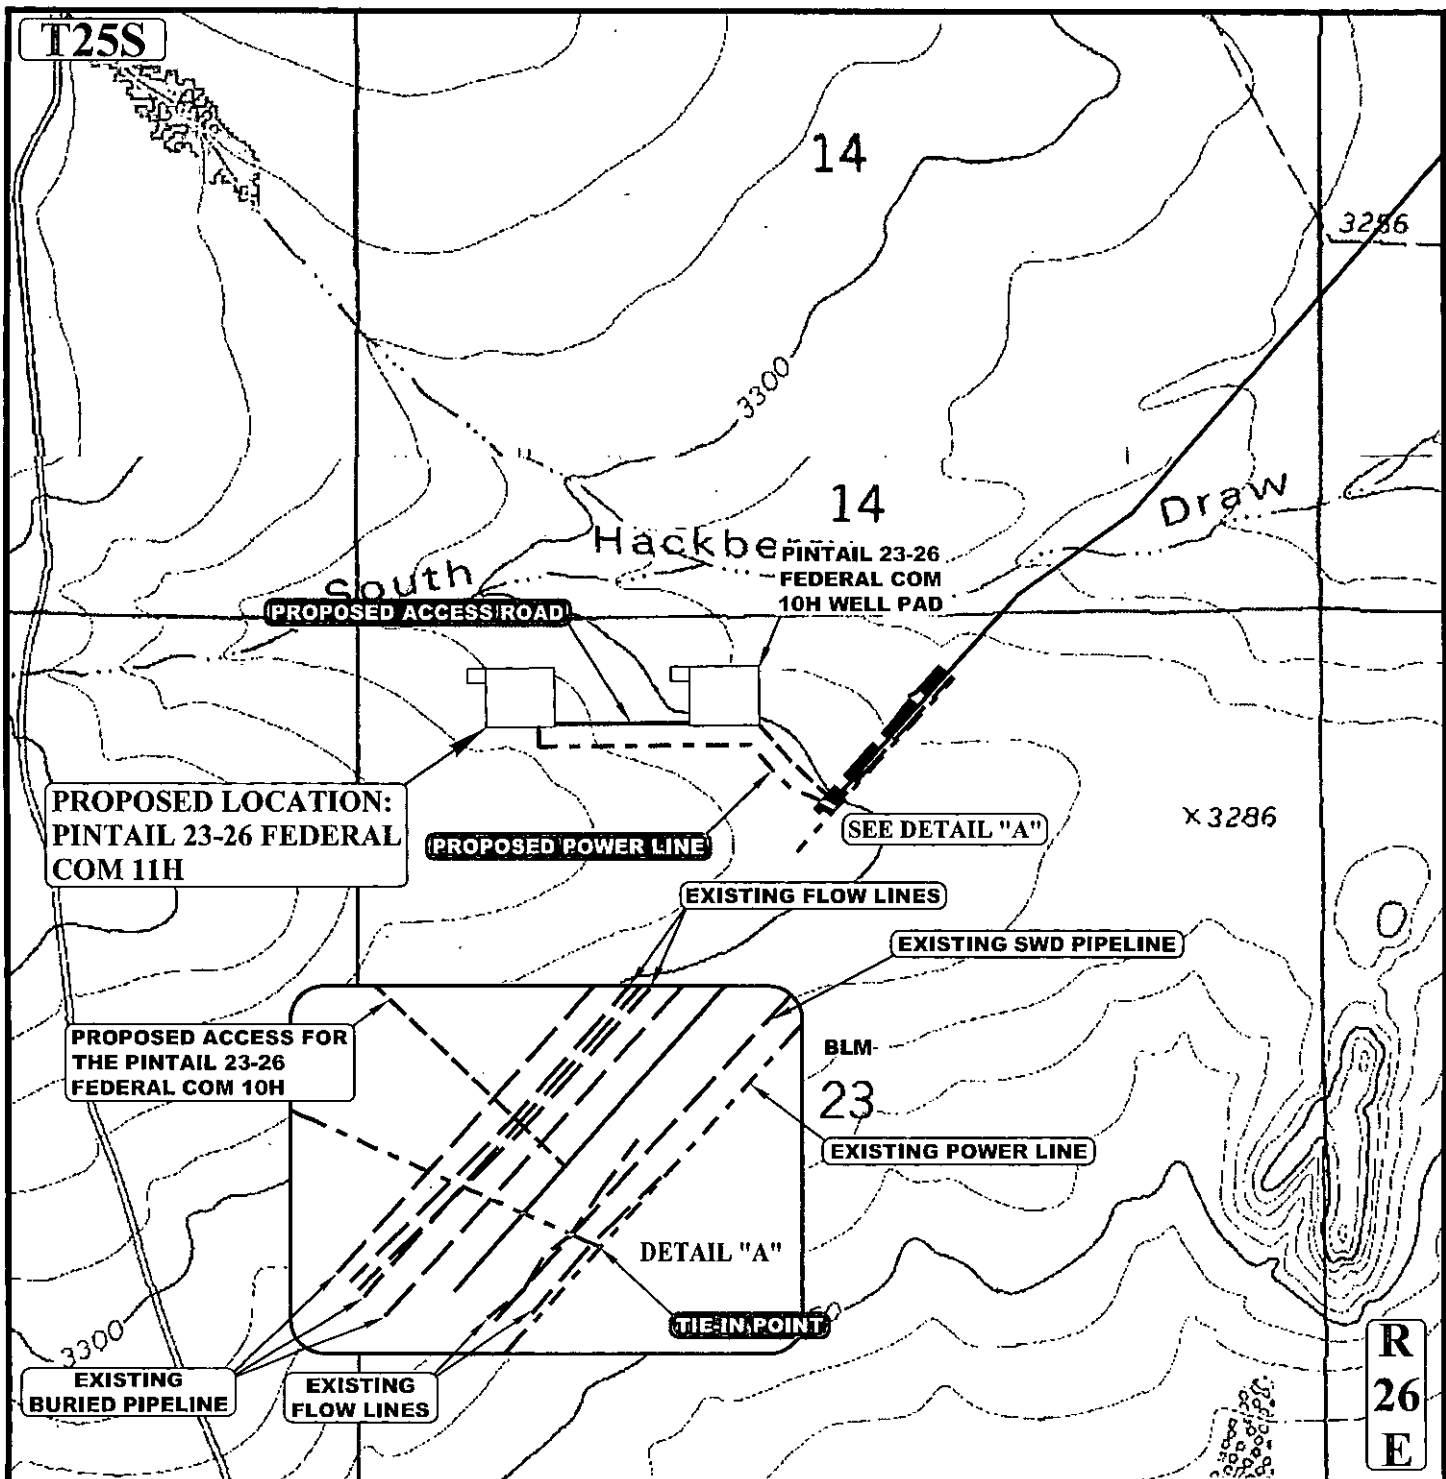 T25S
14
3286
3300
14
South
Draw
PINTAIL 23-26
FEDERAL COM
10H WELL PAD
PROPOSED ACCESS ROAD
PROPOSED LOCATION:
PINTAIL 23-26 FEDERAL
COM 11H
PROPOSED POWER LINE
SEE DETAIL "A"
×3286
EXISTING FLOW LINES
EXISTING SWD PIPELINE
PROPOSED ACCESS FOR
THE PINTAIL 23-26
FEDERAL COM 10H
BLM
23
EXISTING POWER LINE
DETAIL "A"
TIE-IN POINT
3300
EXISTING
BURIED PIPELINE
EXISTING
FLOW LINES
R
26
E